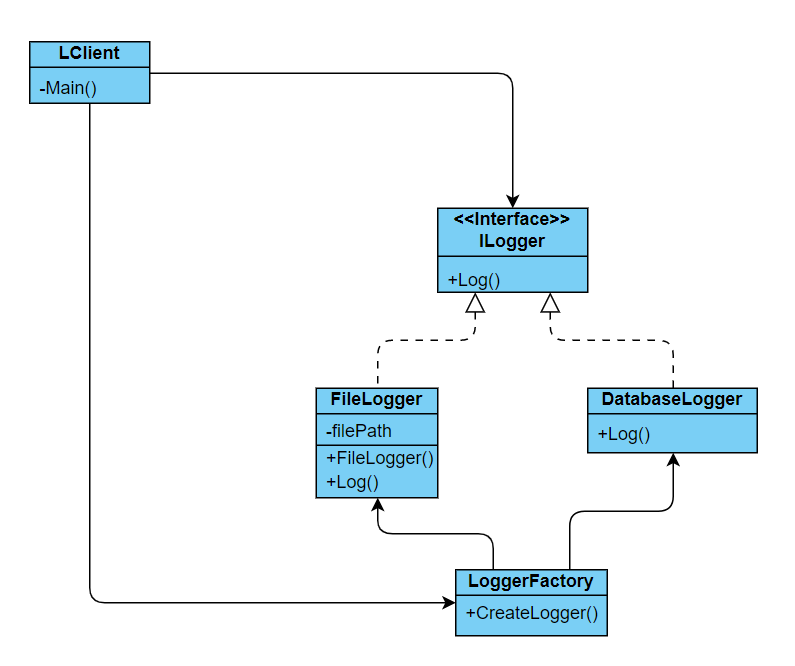 LClient
-Main()
<<Interface>>
ILogger
+Log()
FileLogger
-filePath
+FileLogger()
+Log()
DatabaseLogger
+Log()
LoggerFactory
+CreateLogger()